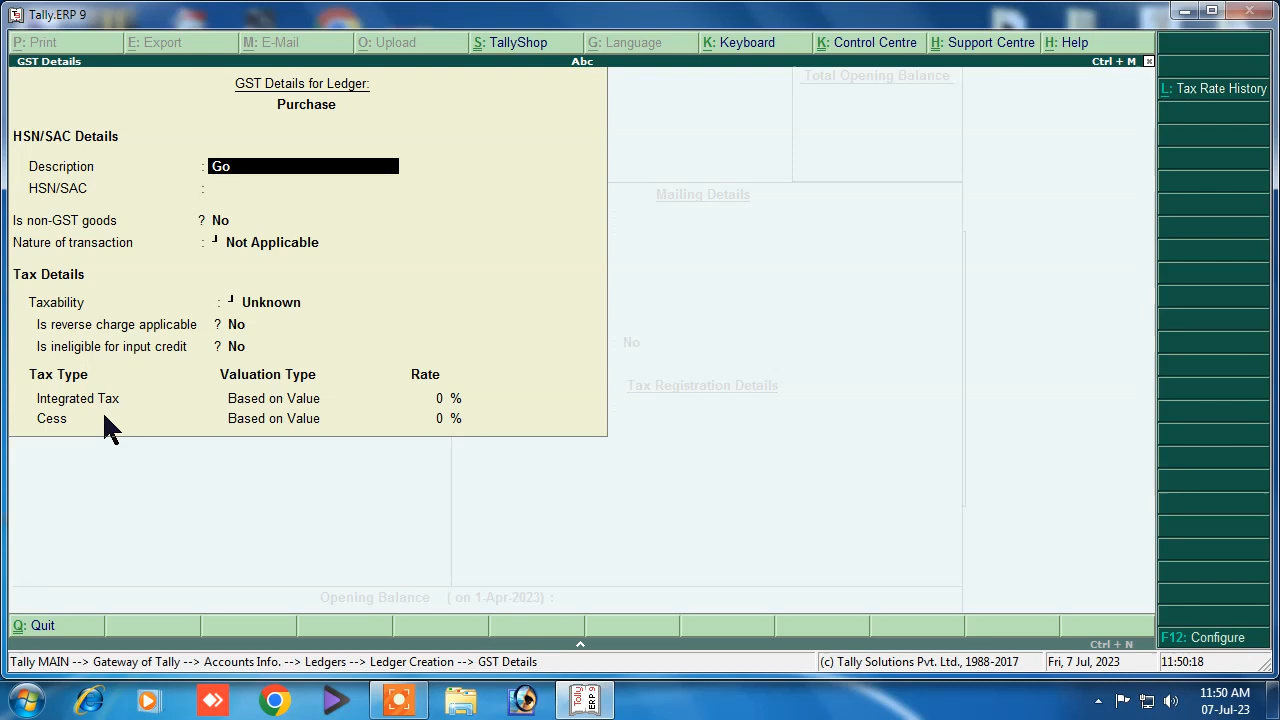 Tally.ERP 9
P: Print E: Export M: E-Mail O: Upload S: TallyShop G: Language K: Keyboard K: Control Centre H: Support Centre H: Help
GST Details Abc Ctrl + M
GST Details for Ledger: Total Opening Balance
L: Tax Rate History
Purchase
HSN/SAC Details
Description : Go
HSN/SAC :
Mailing Details
Is non-GST goods ? No
Nature of transaction : Not Applicable
Tax Details
Taxability : Unknown
Is reverse charge applicable ? No
Is ineligible for input credit ? No
: No
Tax Type Valuation Type Rate
Tax Registration Details
Integrated Tax Based on Value 0 %
Cess Based on Value 0 %
Opening Balance ( on 1-Apr-2023) :
Q: Quit
F12: Configure
Ctrl + N
Tally MAIN --> Gateway of Tally --> Accounts Info. --> Ledgers --> Ledger Creation --> GST Details (c) Tally Solutions Pvt. Ltd., 1988-2017 Fri, 7 Jul, 2023 11:50:18
Tally
ERP 9
11:50 AM
07-Jul-23